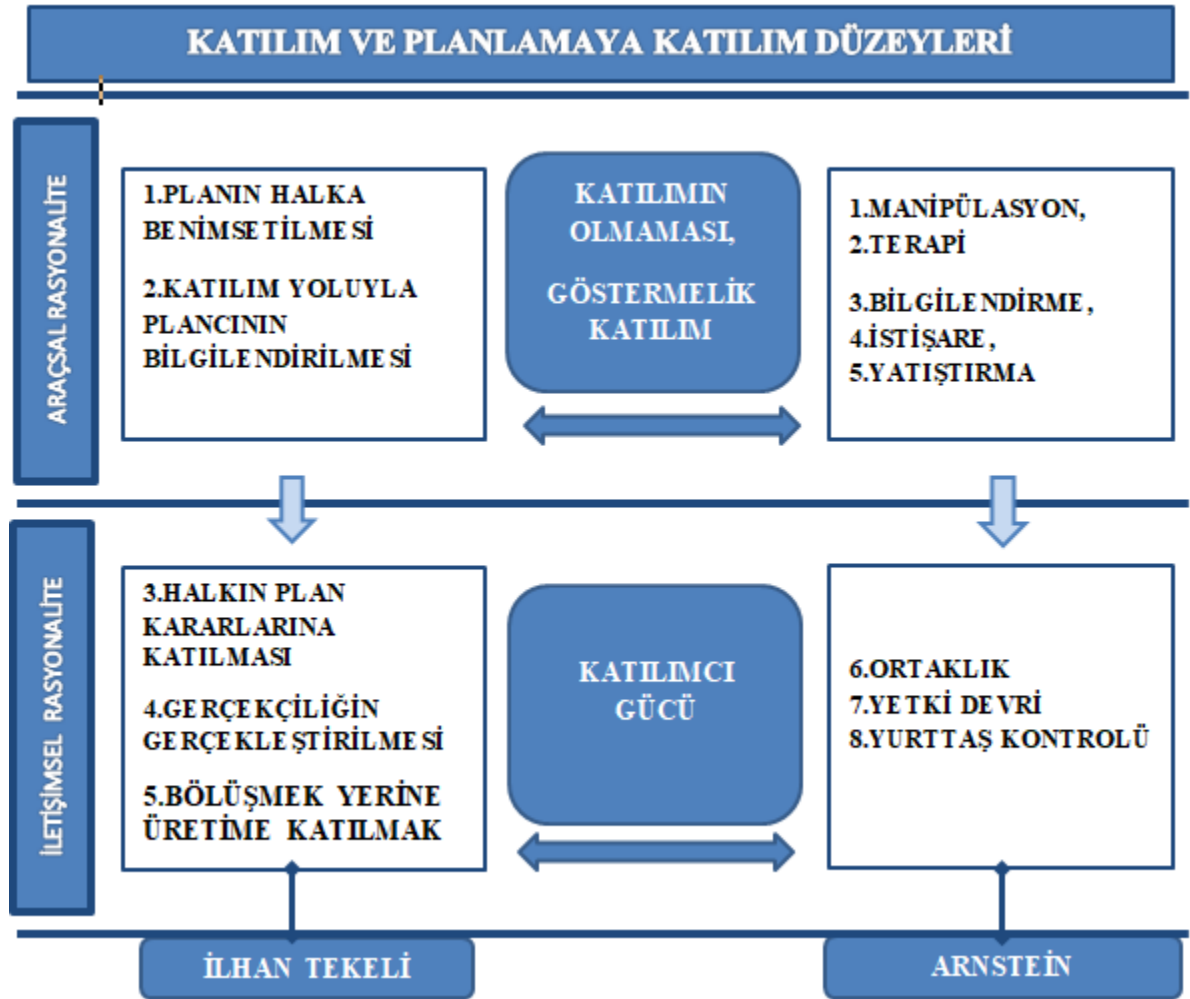 KATILIM VE PLANLAMAYA KATILIM DÜZEYLERİ
ARAÇSAL RASYONALİTE
1.PLANIN HALKA
BENİMSETİLMESİ
2.KATILIM YOLUYLA
PLANCININ
BİLGİLENDİRİLMESİ
KATILIMIN
OLMAMASI,
GÖSTERMELİK
KATILIM
1.MANİPÜLASYON,
2.TERAPİ
3.BİLGİLENDİRME,
4.İSTİŞARE,
5.YATIŞTIRMA
İLETİŞİMSEL RASYONALİTE
3.HALKIN PLAN
KARARLARINA
KATILMASI
4.GERÇEKÇİLİĞİN
GERÇEKLEŞTİRİLMESİ
5.BÖLÜŞMEK YERİNE
ÜRETİME KATILMAK
KATILIMCI
GÜCÜ
6.ORTAKLIK
7.YETKİ DEVRİ
8.YURTTAŞ KONTROLÜ
İLHAN TEKELİ
ARNSTEİN